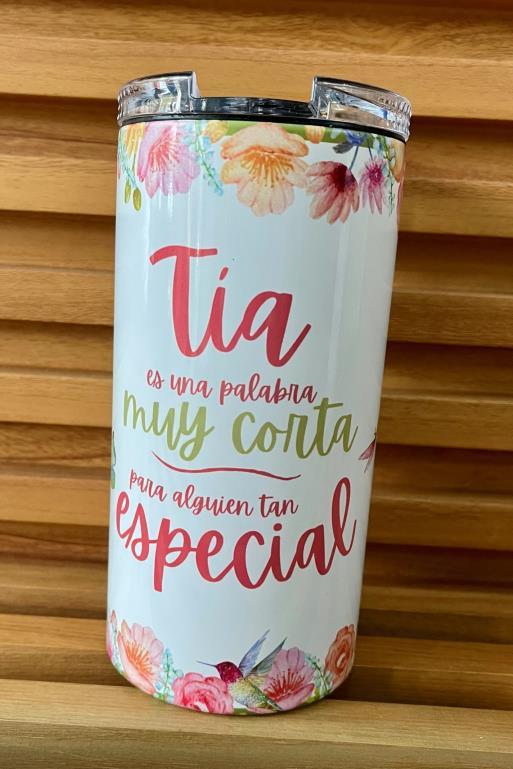 Tía
es una palabra
muy corta
para alguien tan
especial